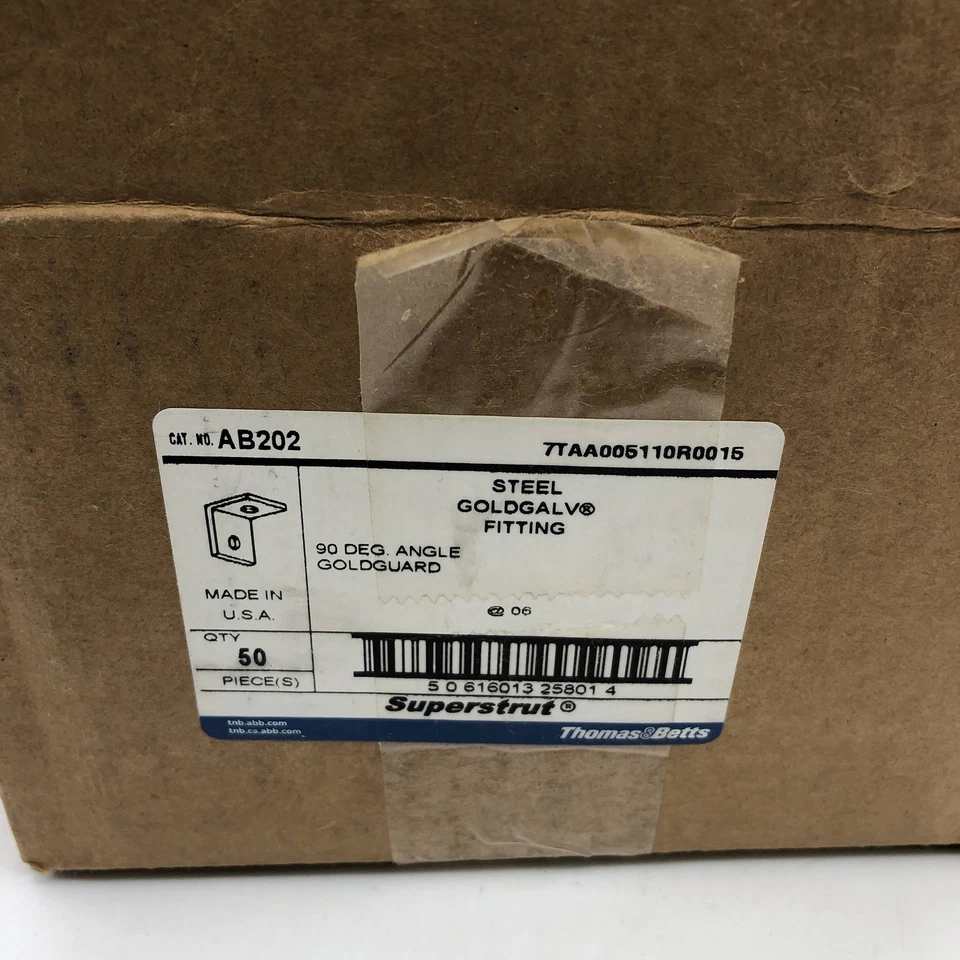 CAT. NO. AB202 7TAA005110R0015
STEEL
GOLDGALV®
FITTING
90 DEG. ANGLE
GOLDGUARD
MADE IN
U.S.A.
06
QTY
50
PIECE(S)
5 0 616013 25801 4
Superstrut®
tnb.abb.com
tnb.ca.abb.com
Thomas&Betts